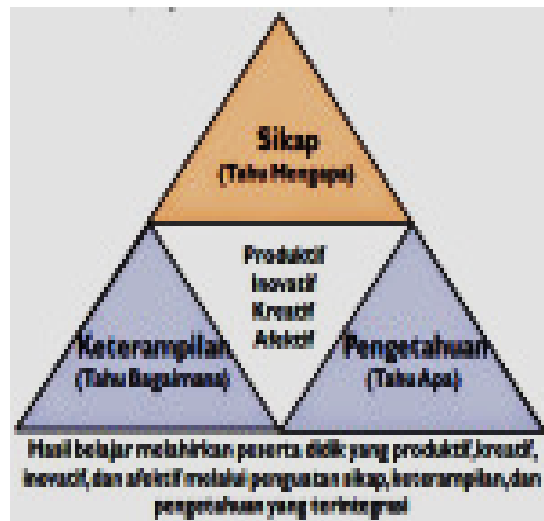 Sikap
(Tahu Mengapa)
Produktif
Inovatif
Kreatif
Afektif
Keterampilan
(Tahu Bagaimana)
Pengetahuan
(Tahu Apa)
Hasil belajar melahirkan peserta didik yang produktif,kreatif,
inovatif,dan afektif melalui penguatan sikap,keterampilan,dan
pengetahuan yang terintegrasi